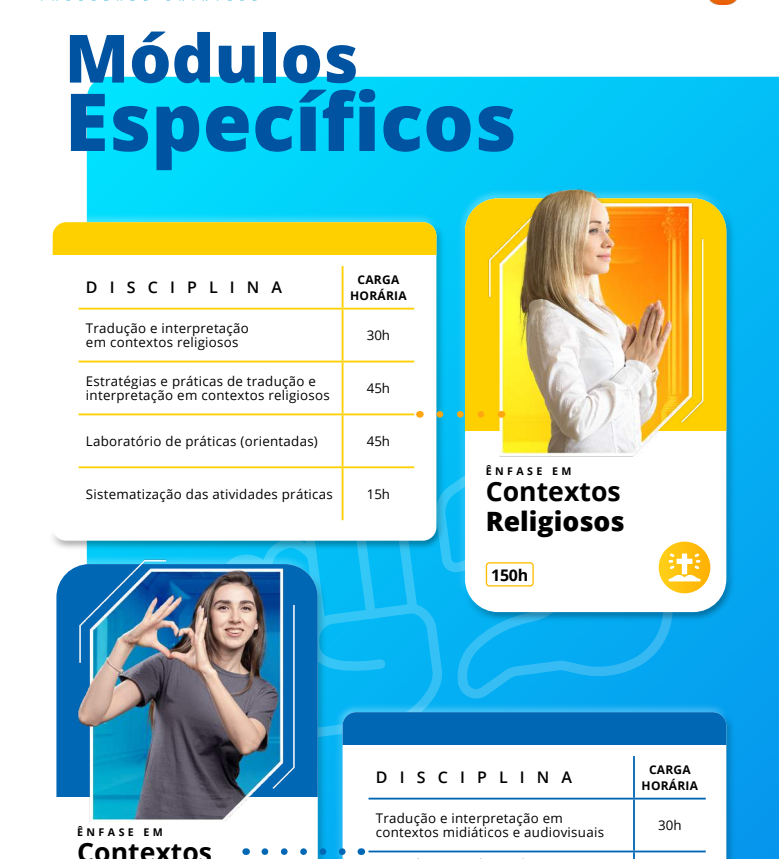 Módulos
Específicos
DISCIPLINA
CARGA
HORÁRIA
Tradução e interpretação
em contextos religiosos
30h
Estratégias e práticas de tradução e
interpretação em contextos religiosos
45h
Laboratório de práticas (orientadas)
45h
Sistematização das atividades práticas
15h
ÊNFASE EM
Contextos
Religiosos
150h
ÊNFASE EM
Contextos
DISCIPLINA
CARGA
HORÁRIA
Tradução e interpretação em
contextos midiáticos e audiovisuais
30h